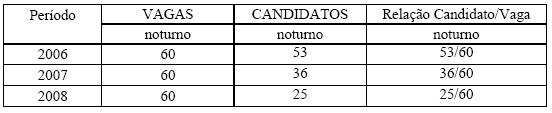 Período VAGAS CANDIDATOS Relação Candidato/Vaga
noturno noturno noturno
2006 60 53 53/60
2007 60 36 36/60
2008 60 25 25/60